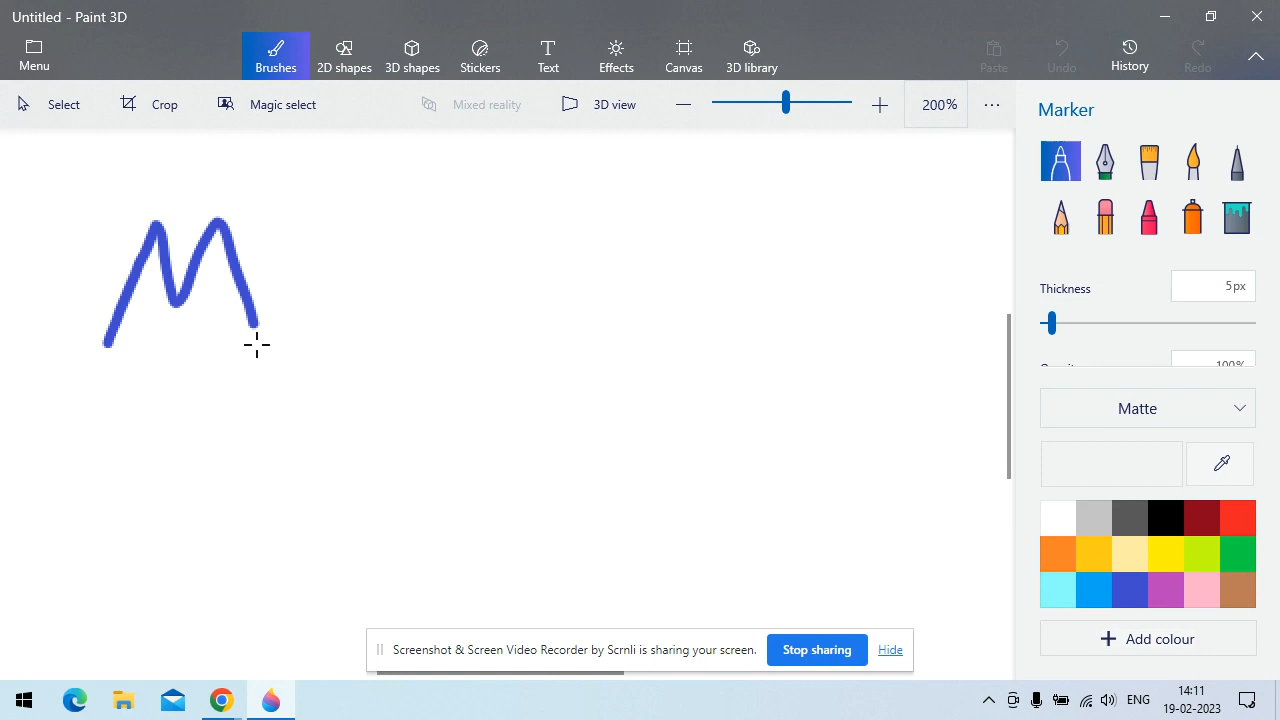 Untitled - Paint 3D
Menu
Brushes
2D shapes
3D shapes
Stickers
Text
Effects
Canvas
3D library
Paste
Undo
History
Redo
Select
Crop
Magic select
Mixed reality
3D view
200%
Marker
M
Thickness
5px
100%
Matte
Add colour
Screenshot & Screen Video Recorder by Scrnli is sharing your screen.
Stop sharing
Hide
ENG
14:11
19-02-2023